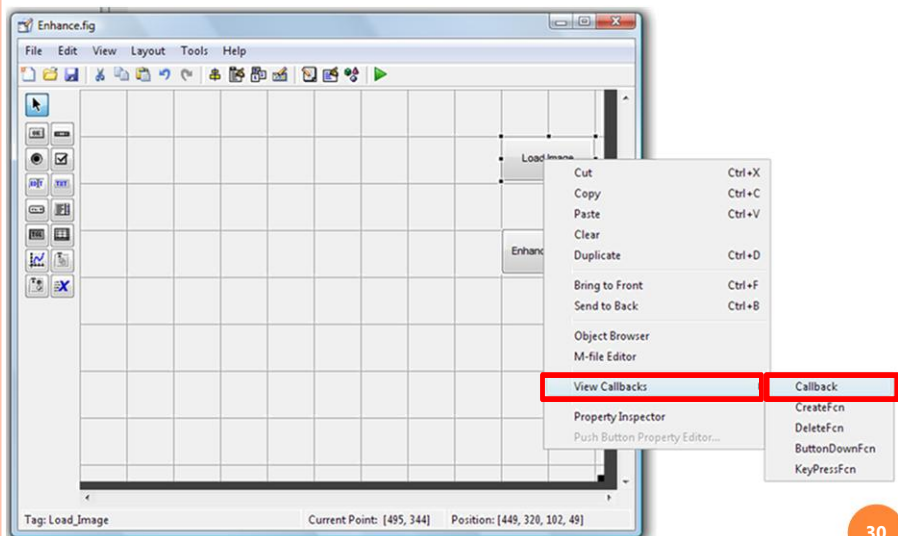 Enhance.fig
File Edit View Layout Tools Help
Load Image
Enhanc
Cut Ctrl+X
Copy Ctrl+C
Paste Ctrl+V
Clear
Duplicate Ctrl+D
Bring to Front Ctrl+F
Send to Back Ctrl+B
Object Browser
M-file Editor
View Callbacks
Property Inspector
Push Button Property Editor...
Callback
CreateFcn
DeleteFcn
ButtonDownFcn
KeyPressFcn
Tag: Load_Image Current Point: [495, 344] Position: [449, 320, 102, 49]
30